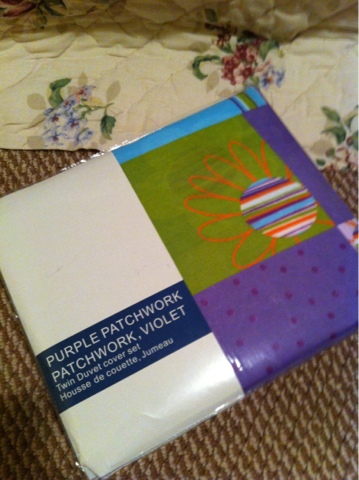 PURPLE PATCHWORK
PATCHWORK, VIOLET
Twin Duvet cover set
Housse de couette, Jumeau